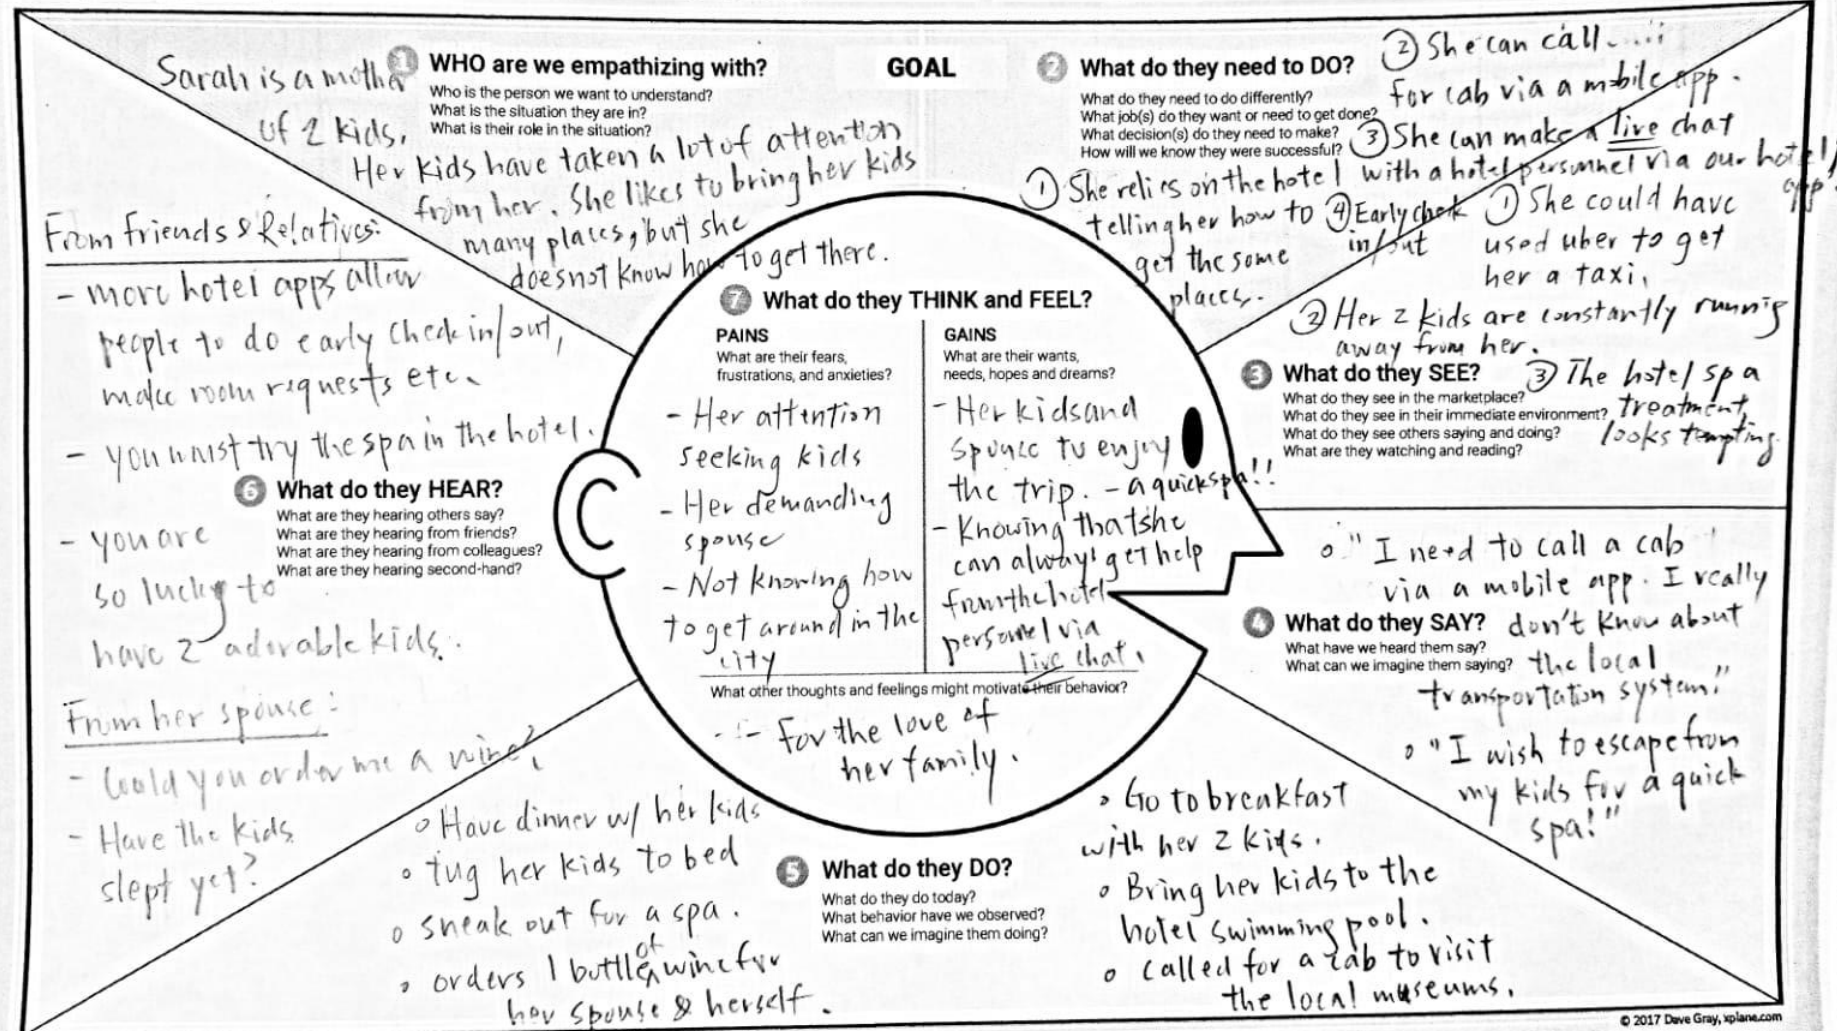 GOAL
1 WHO are we empathizing with?
Who is the person we want to understand?
What is the situation they are in?
What is their role in the situation?
Sarah is a mother
of 2 kids.
Her kids have taken a lot of attention
from her. She likes to bring her kids
many places, but she
does not know how to get there.
2 What do they need to DO?
What do they need to do differently?
What job(s) do they want or need to get done?
What decision(s) do they need to make?
How will we know they were successful?
① She relies on the hotel
telling her how to
get the some
places.
② She can call.....
for cab via a mobile app.
③ She can make a live chat
with a hotel personnel via our hotel
app.
④ Early check
in/out
3 What do they SEE?
What do they see in the marketplace?
What do they see in their immediate environment?
What do they see others saying and doing?
What are they watching and reading?
① She could have
used uber to get
her a taxi.
② Her 2 kids are constantly runnig
away from her.
③ The hotel spa
treatment
looks tempting.
4 What do they SAY?
What have we heard them say?
What can we imagine them saying?
o "I need to call a cab
via a mobile app. I really
don't know about
the local
transportation system."
o "I wish to escape from
my kids for a quick
spa!"
5 What do they DO?
What do they do today?
What behavior have we observed?
What can we imagine them doing?
o Have dinner w/ her kids
o tug her kids to bed
o sneak out for a spa.
o orders 1 bottle of wine for
her spouse & herself.
o Go to breakfast
with her 2 kids.
o Bring her kids to the
hotel swimming pool.
o called for a cab to visit
the local museums.
6 What do they HEAR?
What are they hearing others say?
What are they hearing from friends?
What are they hearing from colleagues?
What are they hearing second-hand?
From friends & Relatives:
- more hotel apps allow
people to do early check in/out,
make room requests etc.
- you must try the spa in the hotel.
- you are
so lucky to
have 2 adorable kids.
From her spouse:
- Could you order me a wine?
- Have the kids
slept yet?
7 What do they THINK and FEEL?
PAINS
What are their fears,
frustrations, and anxieties?
- Her attention
seeking kids
- Her demanding
spouse
- Not knowing how
to get around in the
city
GAINS
What are their wants,
needs, hopes and dreams?
- Her kids and
spouse to enjoy
the trip. - a quick spa!!
- Knowing that she
can always get help
from the hotel
personel via
live chat.
What other thoughts and feelings might motivate their behavior?
- For the love of
her family.
© 2017 Dave Gray, xplane.com